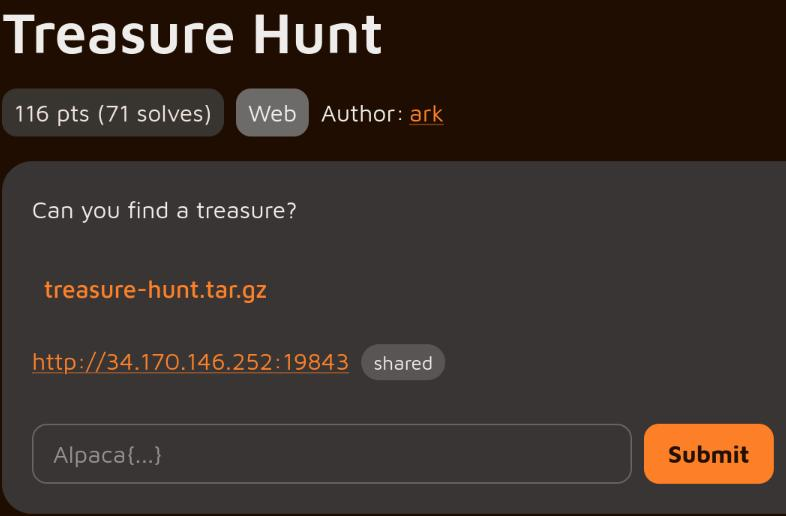 Treasure Hunt
116 pts (71 solves) Web Author: ark
Can you find a treasure?
treasure-hunt.tar.gz
http://34.170.146.252:19843 shared
Alpaca{...} Submit